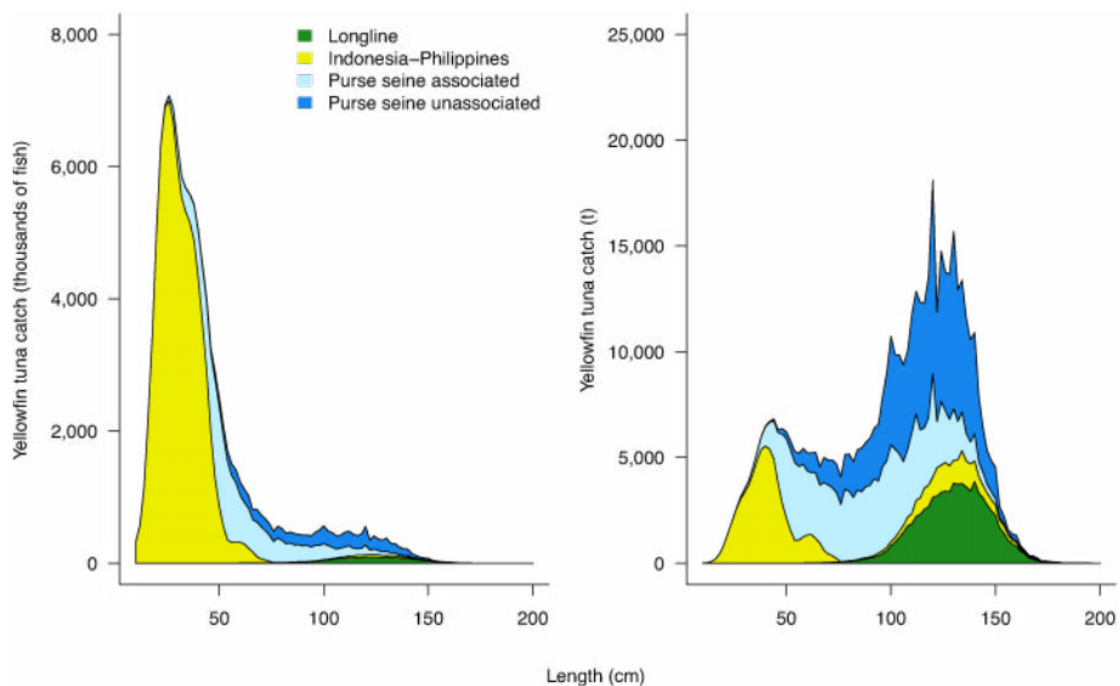 Yellowfin tuna catch (thousands of fish)
8,000
6,000
4,000
2,000
0
50
100
150
200
Longline
Indonesia−Philippines
Purse seine associated
Purse seine unassociated
Yellowfin tuna catch (t)
25,000
20,000
15,000
10,000
5,000
0
50
100
150
200
Length (cm)